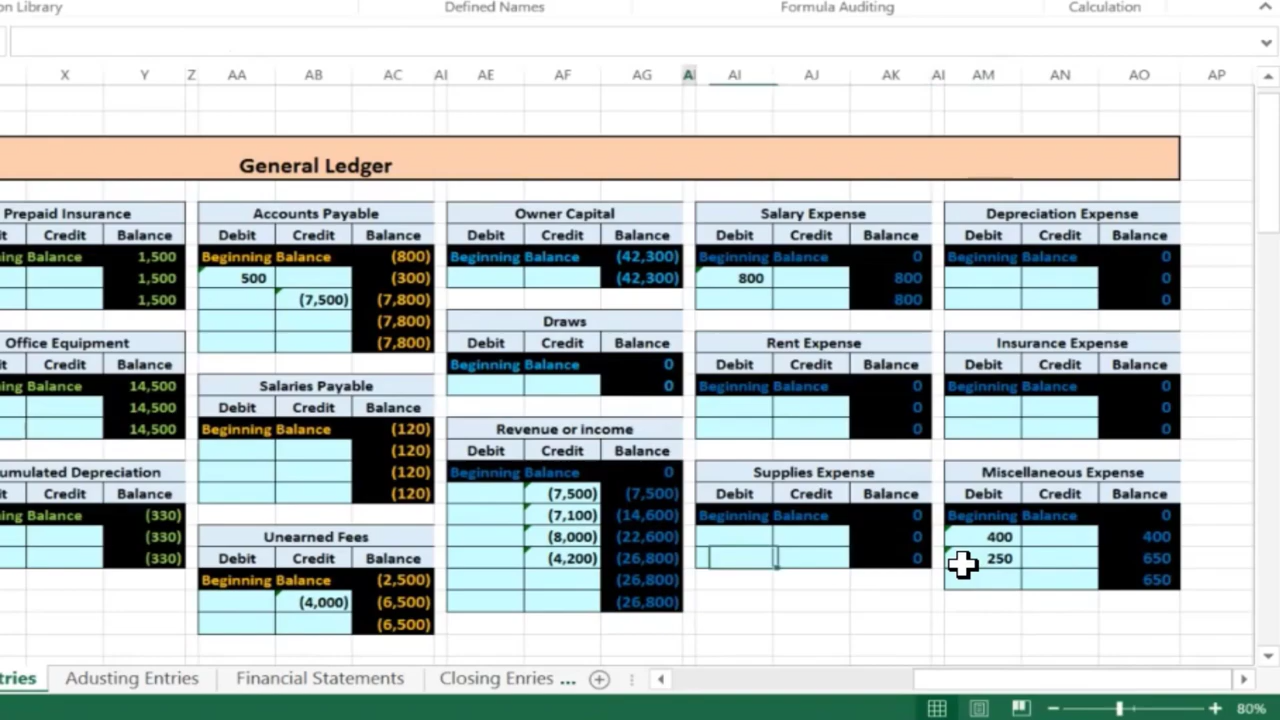 on Library Defined Names Formula Auditing Calculation
X Y Z AA AB AC AE AF AG A AI AJ AK AM AN AO AP
General Ledger
Prepaid Insurance Accounts Payable Owner Capital Salary Expense Depreciation Expense
it Credit Balance Debit Credit Balance Debit Credit Balance Debit Credit Balance Debit Credit Balance
ning Balance 1,500 Beginning Balance (800) Beginning Balance (42,300) Beginning Balance 0 Beginning Balance 0
1,500 500 (300) (42,300) 800 800 0
1,500 (7,500) (7,800) 800 0
(7,800) Draws
Office Equipment (7,800) Debit Credit Balance Rent Expense Insurance Expense
it Credit Balance Beginning Balance 0 Debit Credit Balance Debit Credit Balance
ning Balance 14,500 Salaries Payable 0 Beginning Balance 0 Beginning Balance 0
14,500 Debit Credit Balance 0 0
14,500 Beginning Balance (120) Revenue or income 0 0
(120) Debit Credit Balance
umulated Depreciation (120) Beginning Balance 0 Supplies Expense Miscellaneous Expense
it Credit Balance (120) (7,500) (7,500) Debit Credit Balance Debit Credit Balance
ning Balance (330) (7,100) (14,600) Beginning Balance 0 Beginning Balance 0
(330) Unearned Fees (8,000) (22,600) 0 400 400
(330) Debit Credit Balance (4,200) (26,800) 0 250 650
Beginning Balance (2,500) (26,800) 650
(4,000) (6,500) (26,800)
(6,500)
tries Adusting Entries Financial Statements Closing Enries ...
80%